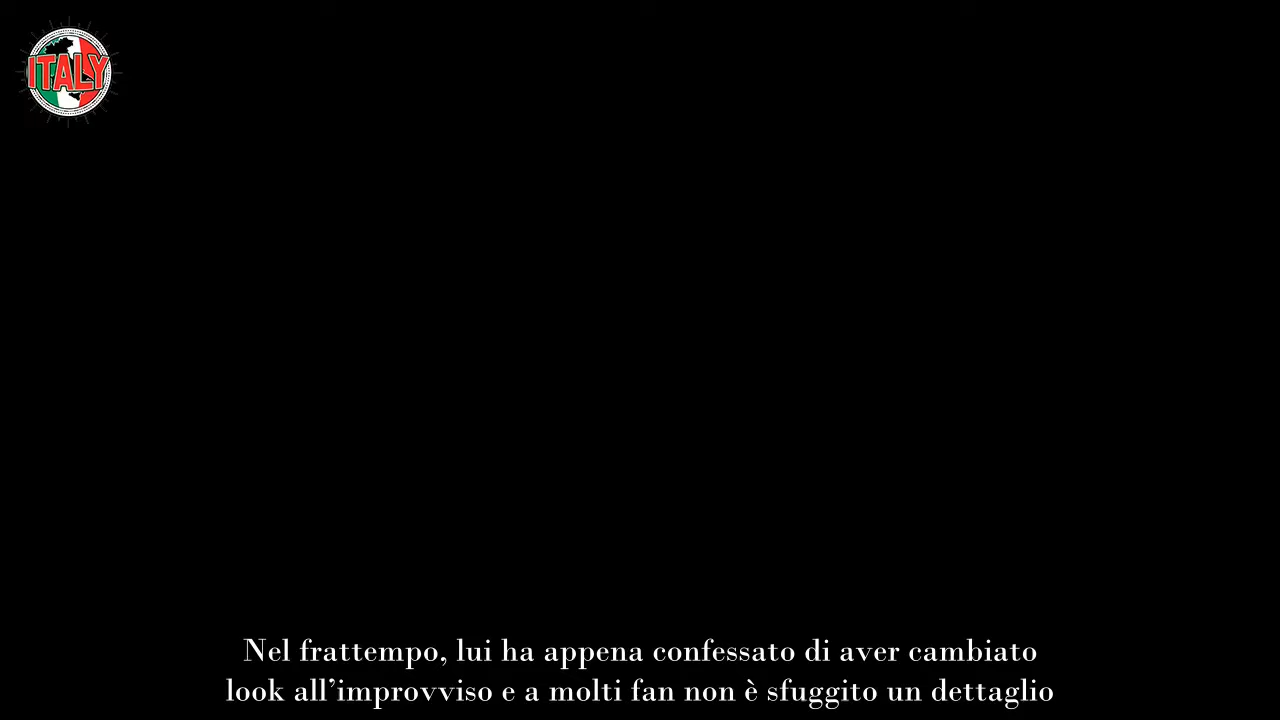 ITALY
Nel frattempo, lui ha appena confessato di aver cambiato
look all’improvviso e a molti fan non è sfuggito un dettaglio